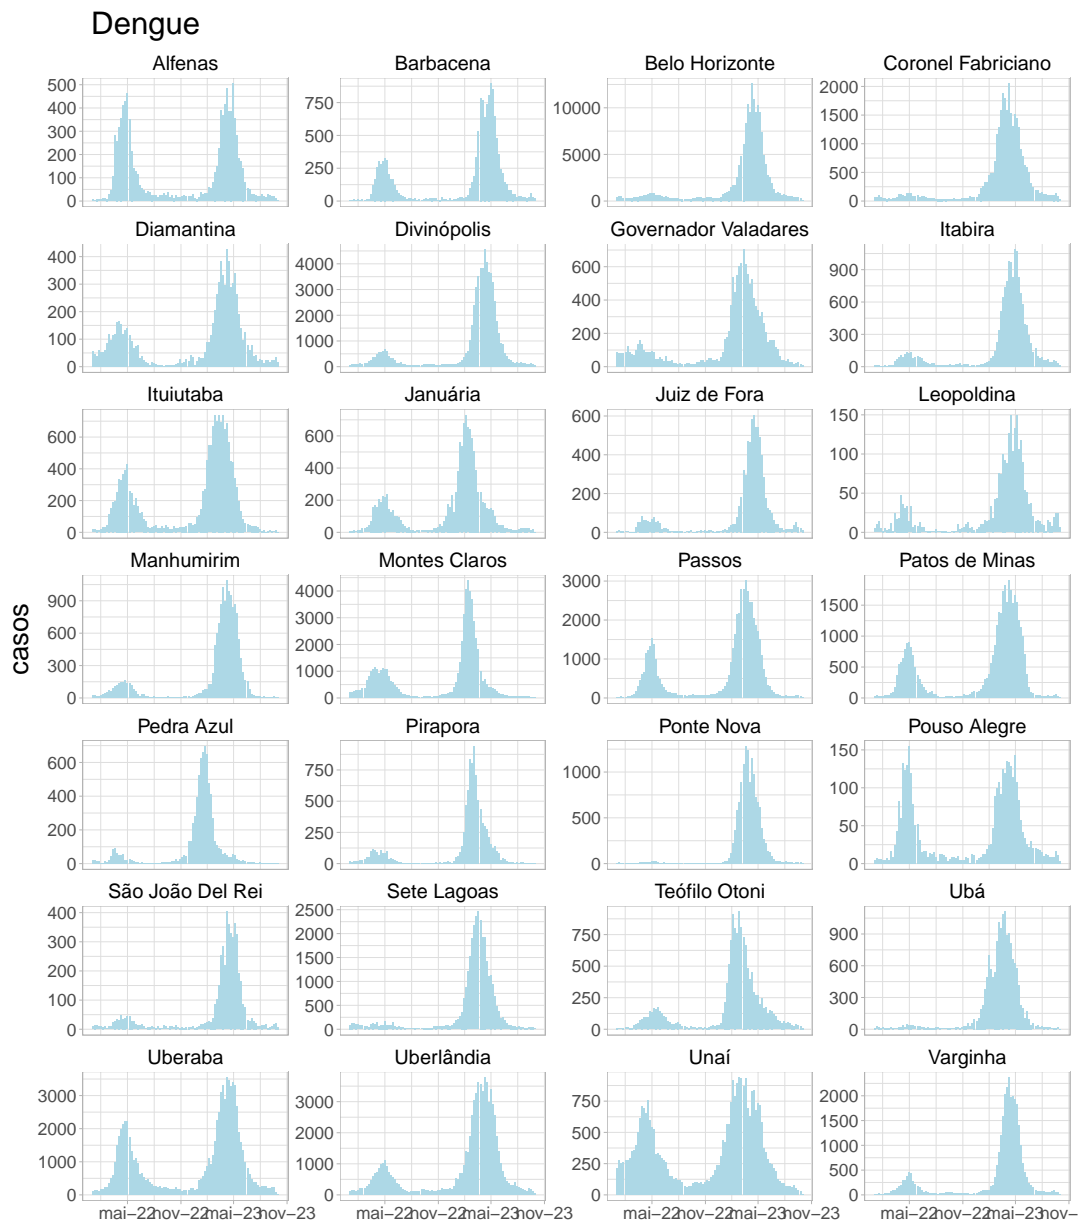 Dengue
Alfenas Barbacena Belo Horizonte Coronel Fabriciano
500 400 300 200 100 0
750 500 250 0
10000 5000 0
2000 1500 1000 500 0
Diamantina Divinópolis Governador Valadares Itabira
400 300 200 100 0
4000 3000 2000 1000 0
600 400 200 0
900 600 300 0
Ituiutaba Januária Juiz de Fora Leopoldina
600 400 200 0
600 400 200 0
600 400 200 0
150 100 50 0
casos
Manhumirim Montes Claros Passos Patos de Minas
900 600 300 0
4000 3000 2000 1000 0
3000 2000 1000 0
1500 1000 500 0
Pedra Azul Pirapora Ponte Nova Pouso Alegre
600 400 200 0
750 500 250 0
1000 500 0
150 100 50 0
São João Del Rei Sete Lagoas Teófilo Otoni Ubá
400 300 200 100 0
2500 2000 1500 1000 500 0
750 500 250 0
900 600 300 0
Uberaba Uberlândia Unaí Varginha
3000 2000 1000 0
3000 2000 1000 0
750 500 250 0
2000 1500 1000 500 0
mai–22 nov–22 mai–23 nov–23 mai–22 nov–22 mai–23 nov–23 mai–22 nov–22 mai–23 nov–23 mai–22 nov–22 mai–23 nov–